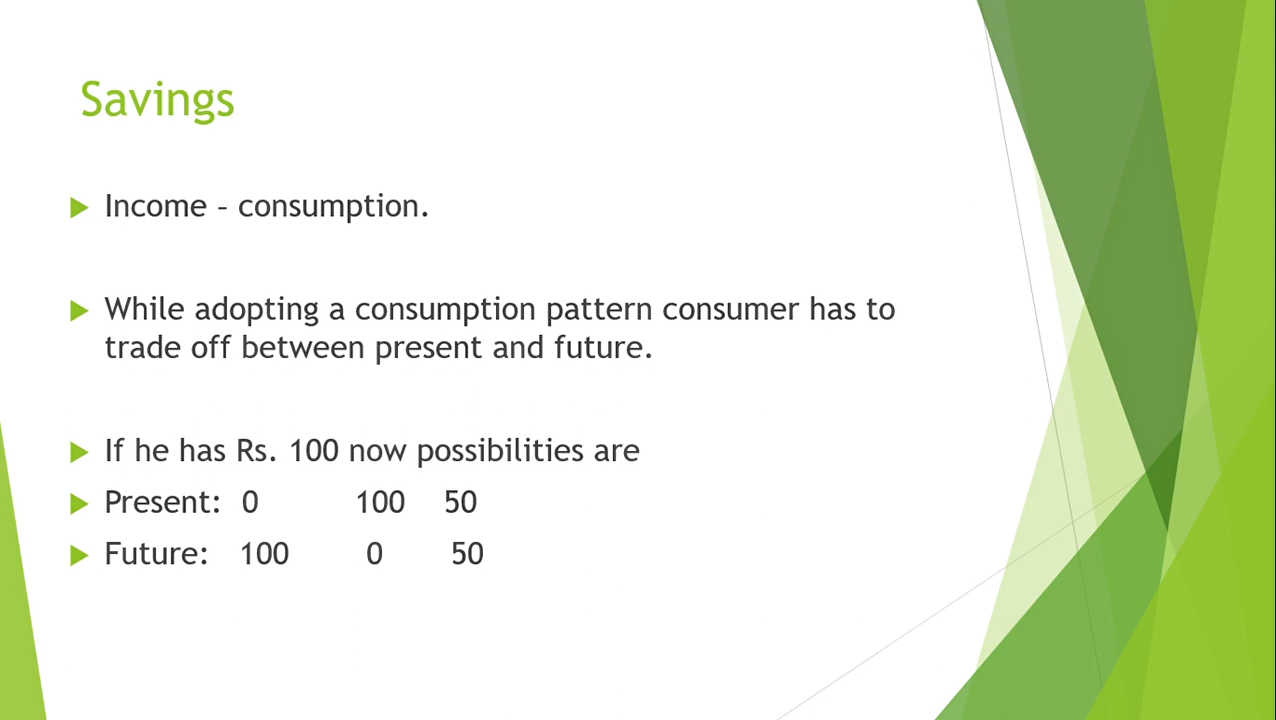 Savings
Income – consumption.
While adopting a consumption pattern consumer has to
trade off between present and future.
If he has Rs. 100 now possibilities are
Present: 0 100 50
Future: 100 0 50